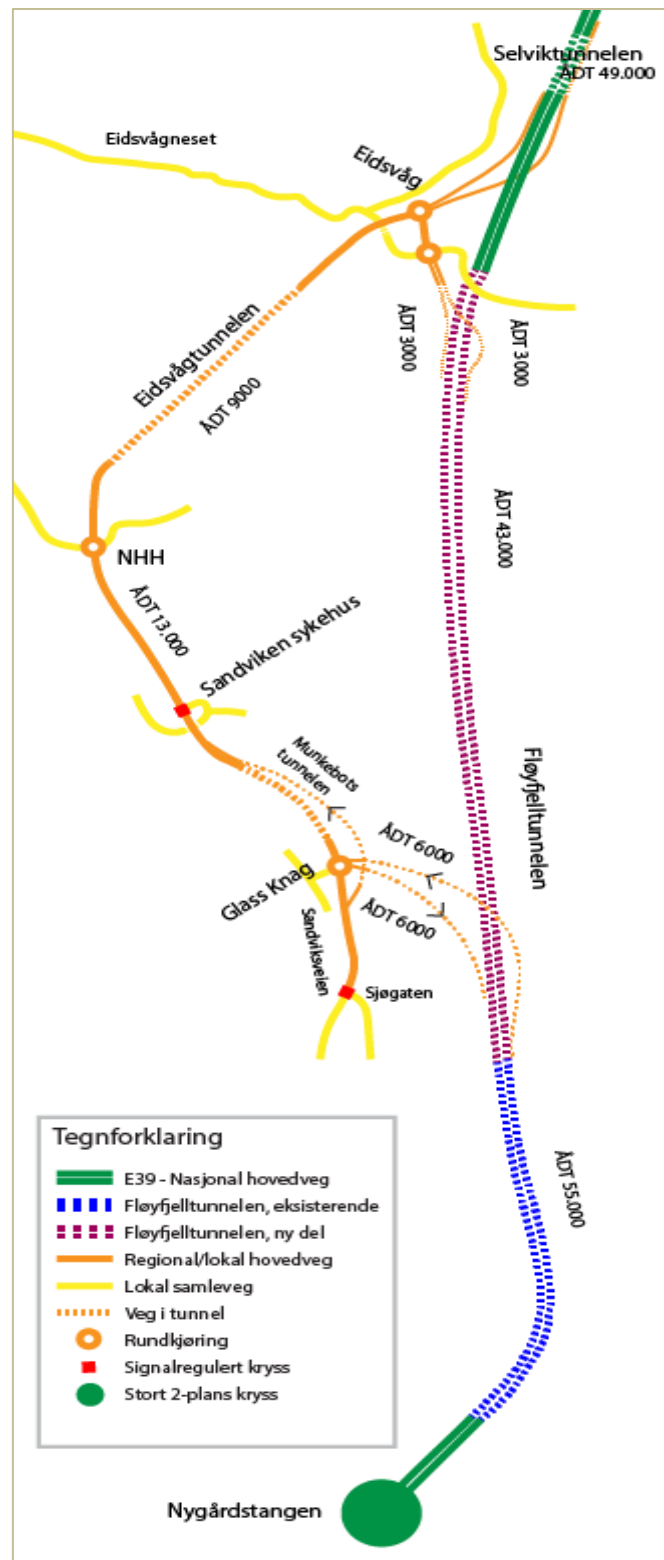 Selviktunnelen
ÅDT 49.000
Eidsvågneset
Eidsvåg
ÅDT 3000
ÅDT 3000
Eidsvågtunnelen
ÅDT 9000
ÅDT 43.000
NHH
ÅDT 13.000
Sandviken sykehus
Munkebots
tunnelen
Fløyfjelltunnelen
ÅDT 6000
Glass Knag
ÅDT 6000
Sandviksveien
Sjøgaten
ÅDT 55.000
Tegnforklaring
E39 - Nasjonal hovedveg
Fløyfjelltunnelen, eksisterende
Fløyfjelltunnelen, ny del
Regional/lokal hovedveg
Lokal samleveg
Veg i tunnel
Rundkjøring
Signalregulert kryss
Stort 2-plans kryss
Nygårdstangen